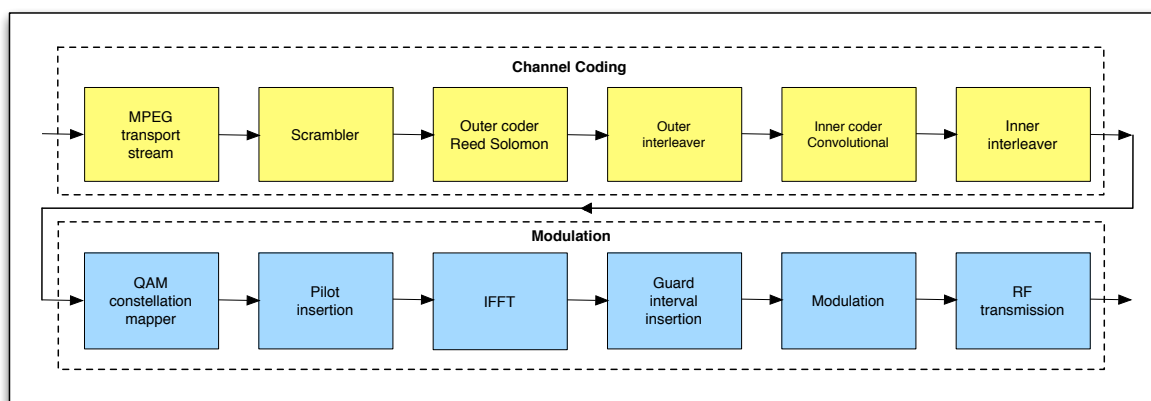 Channel Coding
MPEG
transport
stream
Scrambler
Outer coder
Reed Solomon
Outer
interleaver
Inner coder
Convolutional
Inner
interleaver
Modulation
QAM
constellation
mapper
Pilot
insertion
IFFT
Guard
interval
insertion
Modulation
RF
transmission